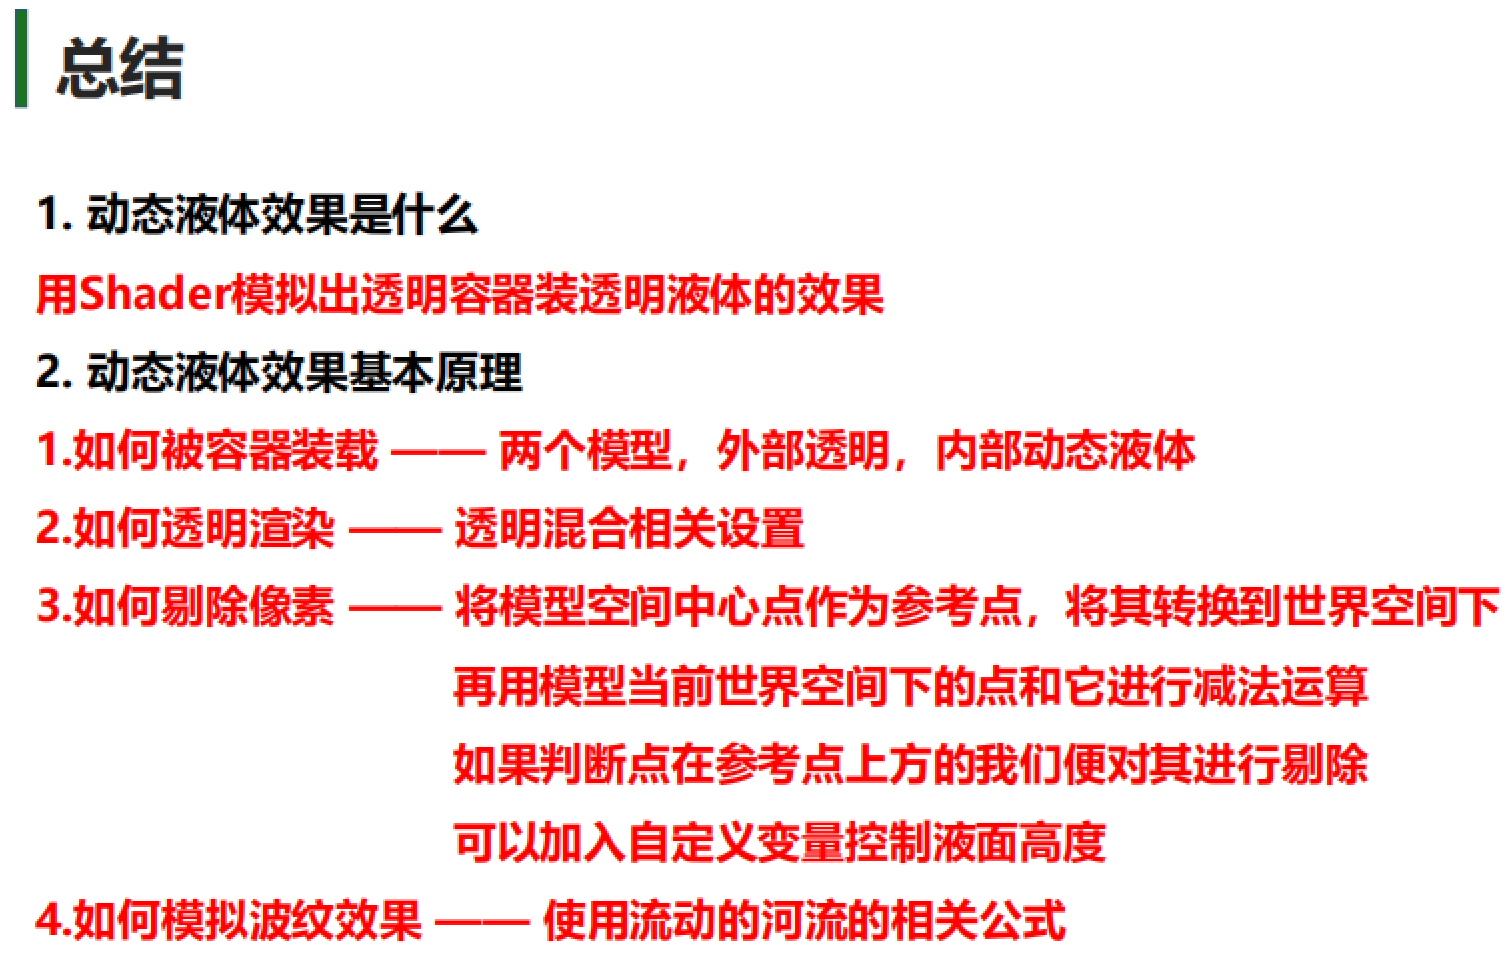 总结
1. 动态液体效果是什么
用Shader模拟出透明容器装透明液体的效果
2. 动态液体效果基本原理
1.如何被容器装载 —— 两个模型，外部透明，内部动态液体
2.如何透明渲染 —— 透明混合相关设置
3.如何剔除像素 —— 将模型空间中心点作为参考点，将其转换到世界空间下
再用模型当前世界空间下的点和它进行减法运算
如果判断点在参考点上方的我们便对其进行剔除
可以加入自定义变量控制液面高度
4.如何模拟波纹效果 —— 使用流动的河流的相关公式